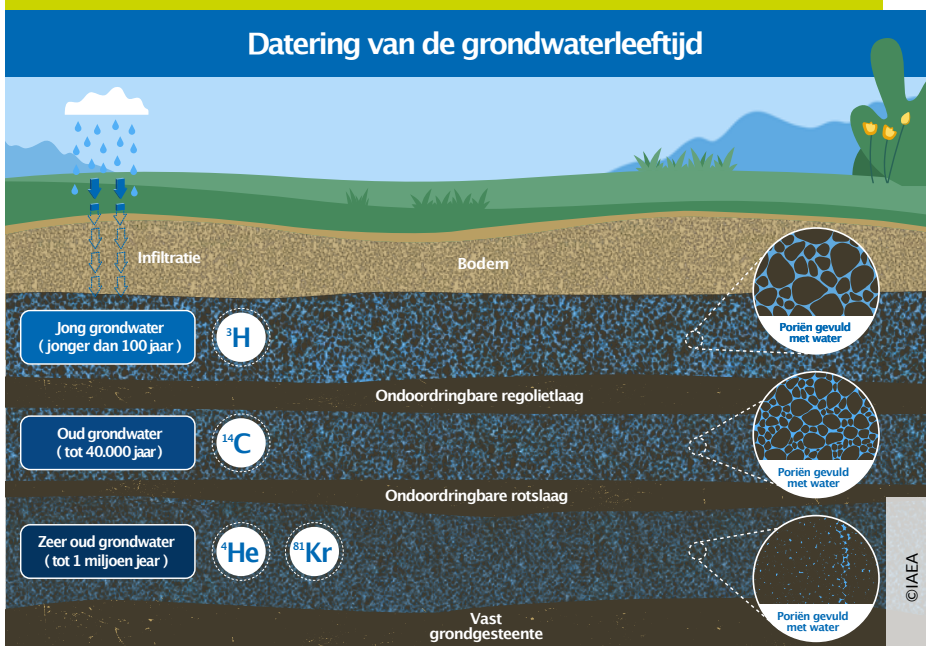 Datering van de grondwaterleeftijd
Infiltratie
Bodem
Poriën gevuld
met water
Jong grondwater
( jonger dan 100 jaar )
³H
Ondoordringbare regolietlaag
Oud grondwater
( tot 40.000 jaar)
¹⁴C
Poriën gevuld
met water
Ondoordringbare rotslaag
Zeer oud grondwater
( tot 1 miljoen jear )
⁴He
⁸¹Kr
Poriën gevuld
met water
Vast
grondgesteente
©IAEA